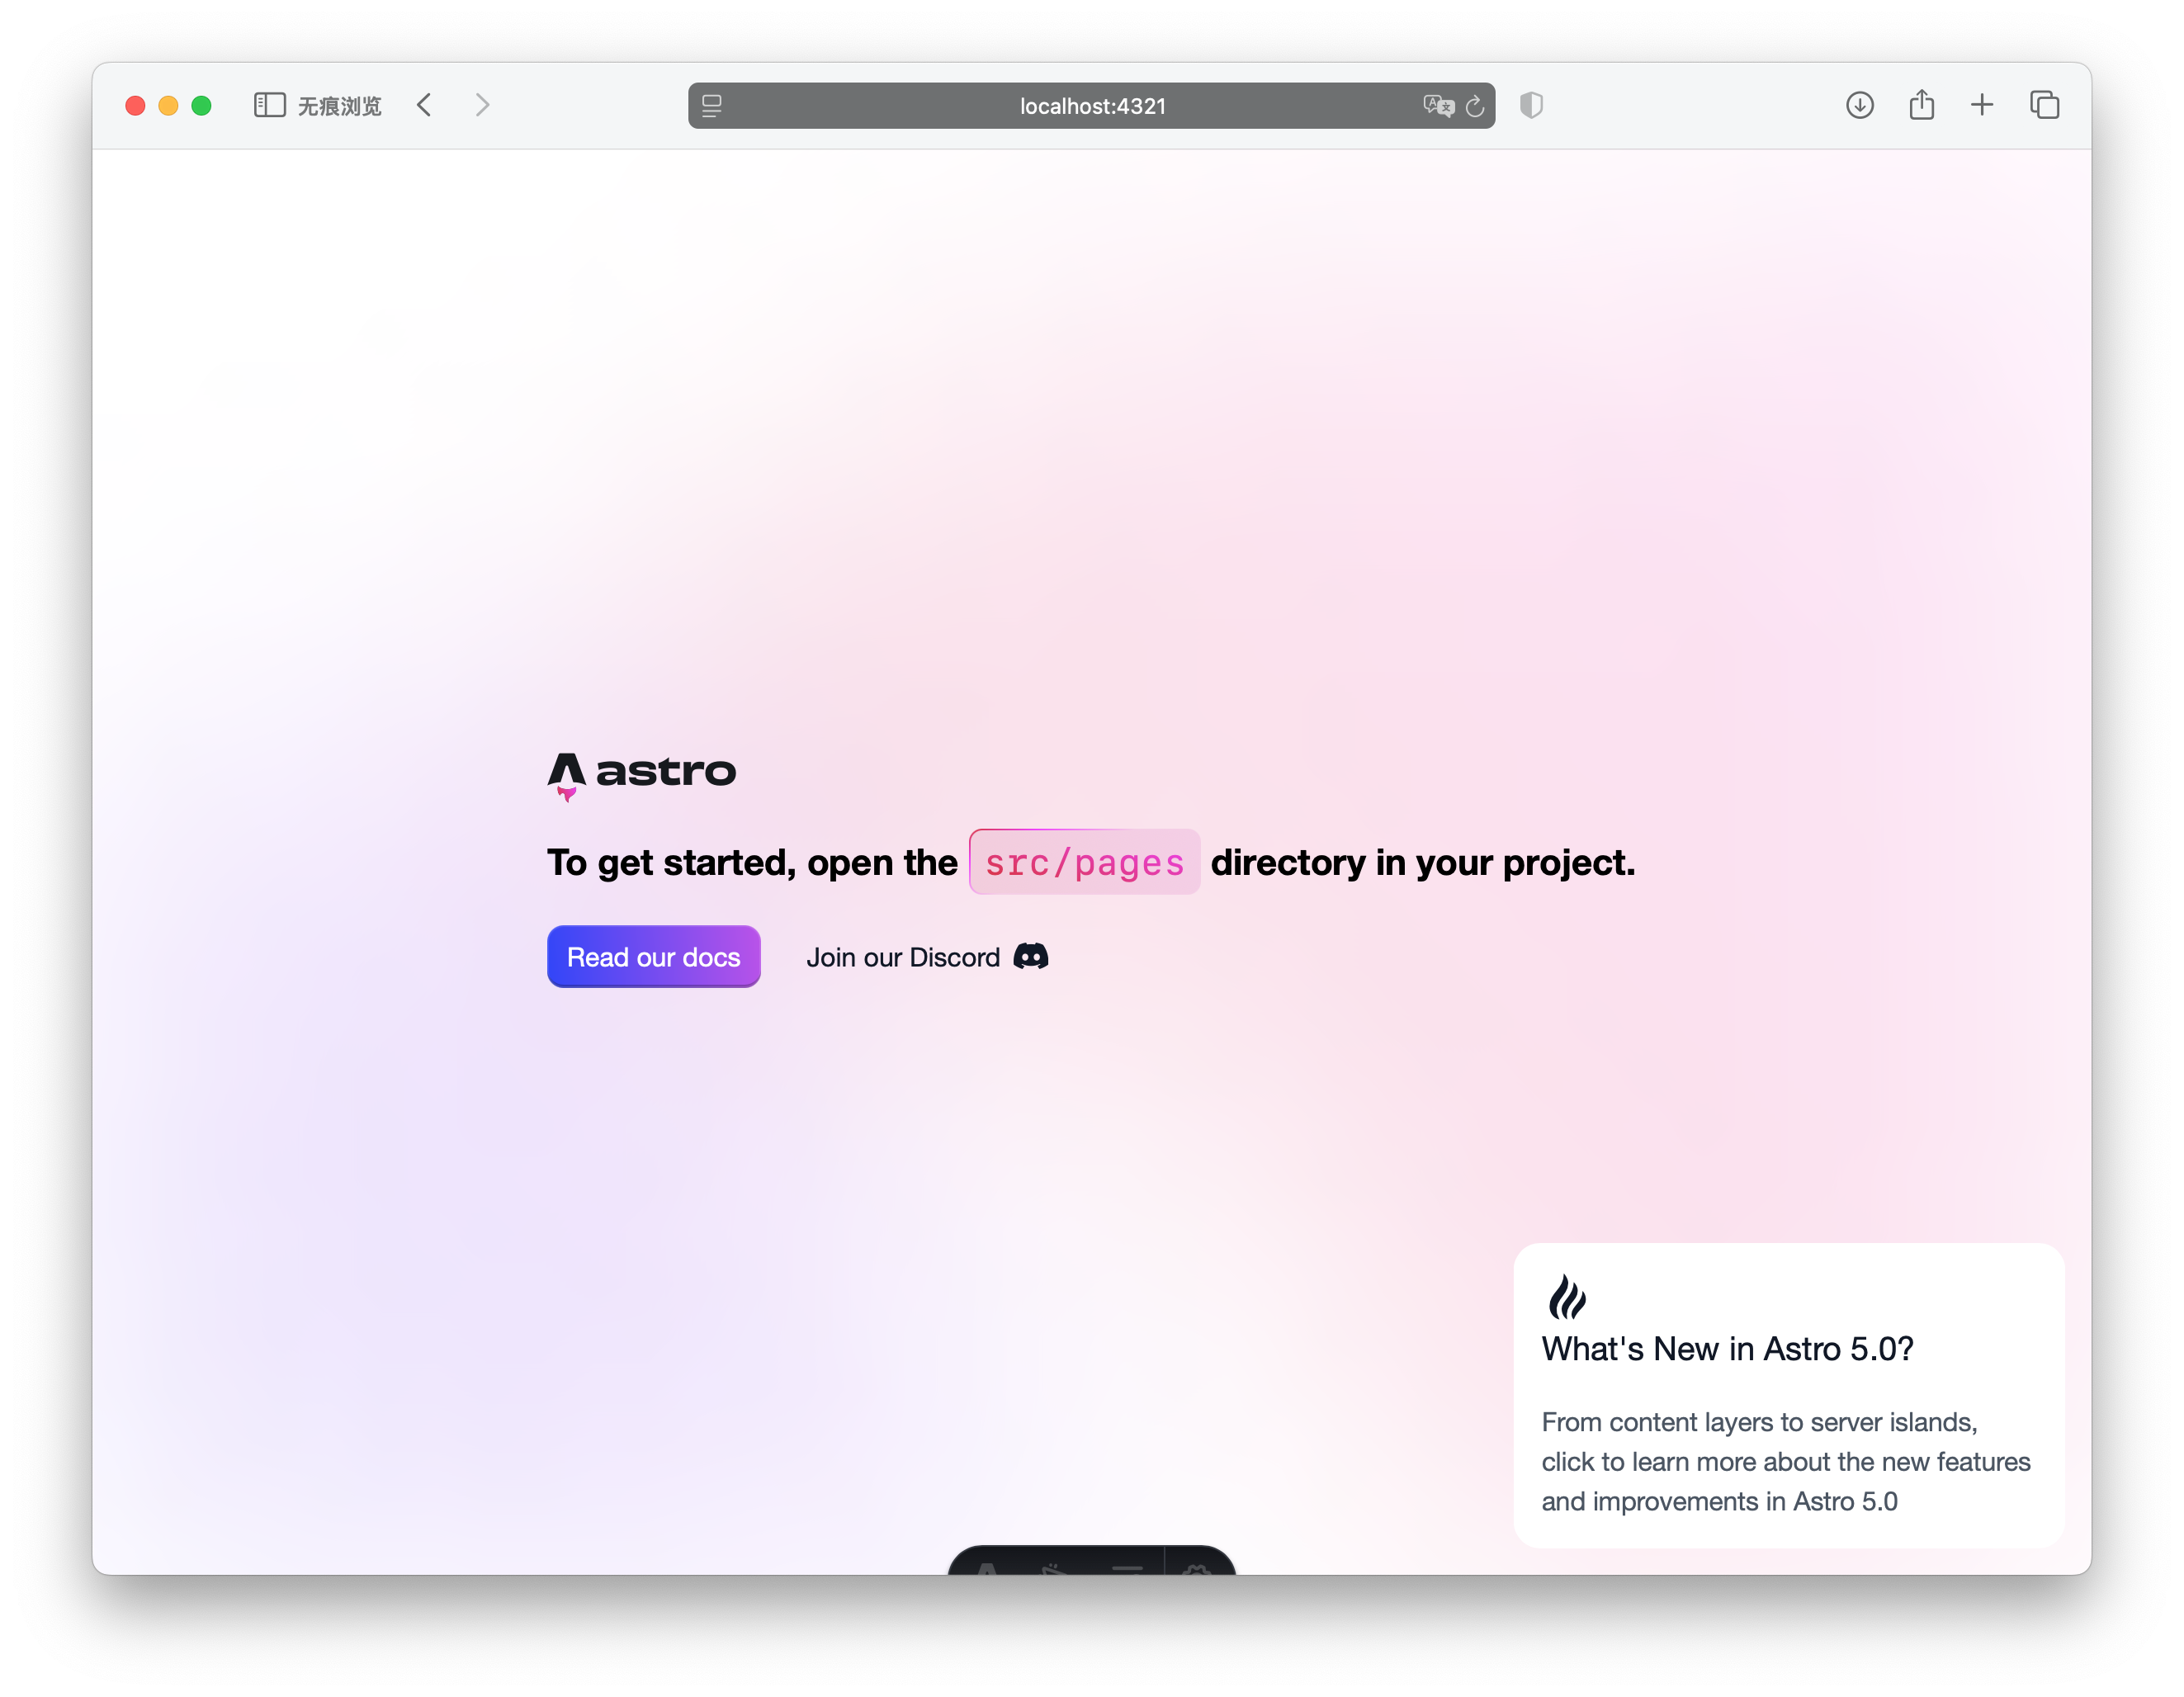 无痕浏览
localhost:4321
astro
To get started, open the src/pages directory in your project.
Read our docs
Join our Discord
What's New in Astro 5.0?
From content layers to server islands,
click to learn more about the new features
and improvements in Astro 5.0